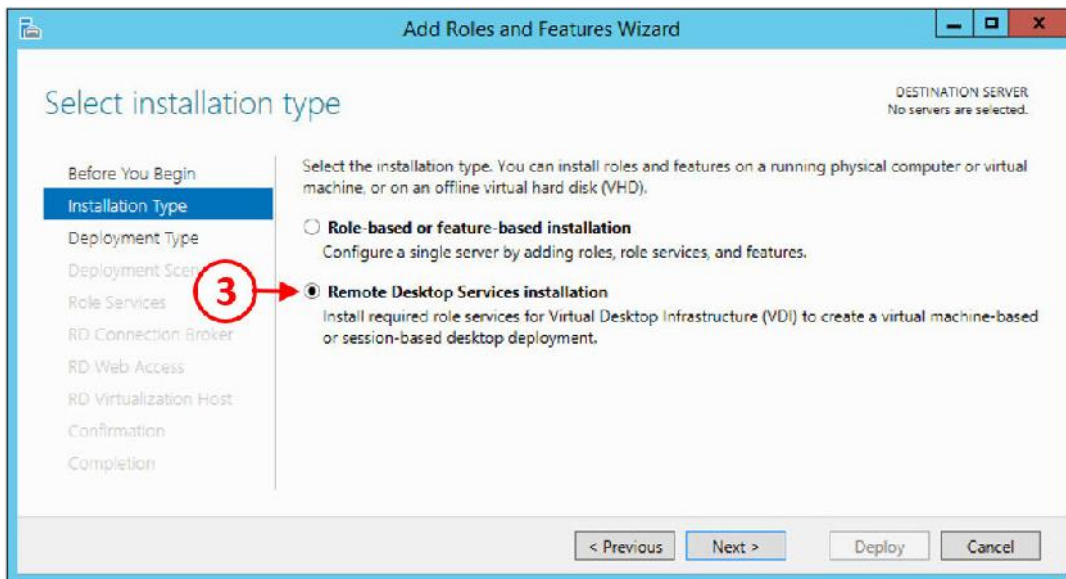 Add Roles and Features Wizard
Select installation type
DESTINATION SERVER
No servers are selected.
Before You Begin
Installation Type
Deployment Type
Deployment Scen
Role Services
RD Connection Broker
RD Web Access
RD Virtualization Host
Confirmation
Completion
Select the installation type. You can install roles and features on a running physical computer or virtual
machine, or on an offline virtual hard disk (VHD).
Role-based or feature-based installation
Configure a single server by adding roles, role services, and features.
3
Remote Desktop Services installation
Install required role services for Virtual Desktop Infrastructure (VDI) to create a virtual machine-based
or session-based desktop deployment.
< Previous
Next >
Deploy
Cancel